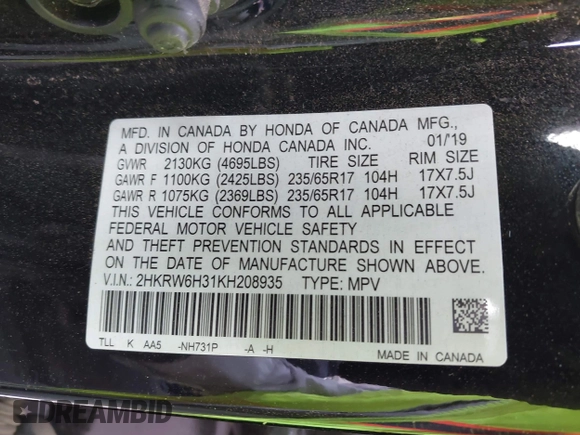 MFD. IN CANADA BY HONDA OF CANADA MFG.,
A DIVISION OF HONDA CANADA INC. 01/'19
GVWR 2130KG (4695LBS) TIRE SIZE RIM SIZE
GAWR F 1100KG (2425LBS) 235/65R17 104H 17X7.5J
GAWR R 1075KG (2369LBS) 235/65R17 104H 17X7.5J
THIS VEHICLE CONFORMS TO ALL APPLICABLE
FEDERAL MOTOR VEHICLE SAFETY
AND THEFT PREVENTION STANDARDS IN EFFECT
ON THE DATE OF MANUFACTURE SHOWN ABOVE.
V.I.N.: 2HKRW6H31KH208935 TYPE: MPV
TLL K AA5 -NH731P -A -H
MADE IN CANADA
DREAMBID